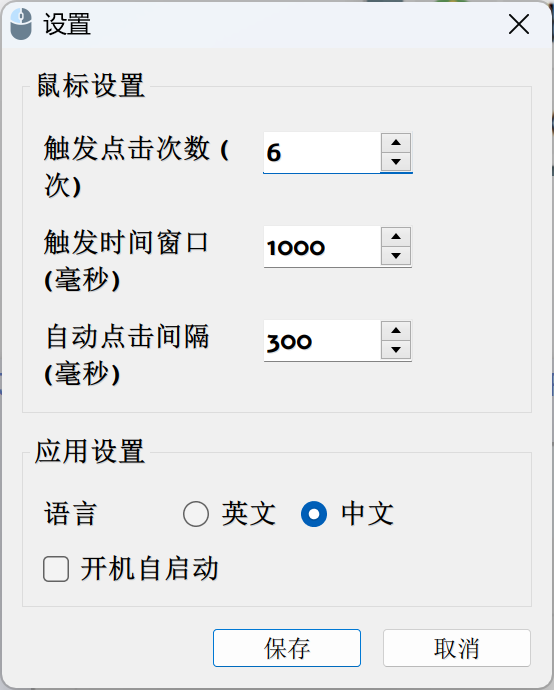 设置
鼠标设置
触发点击次数 (
次)
6
触发时间窗口
(毫秒)
1000
自动点击间隔
(毫秒)
300
应用设置
语言 英文 中文
开机自启动
保存 取消